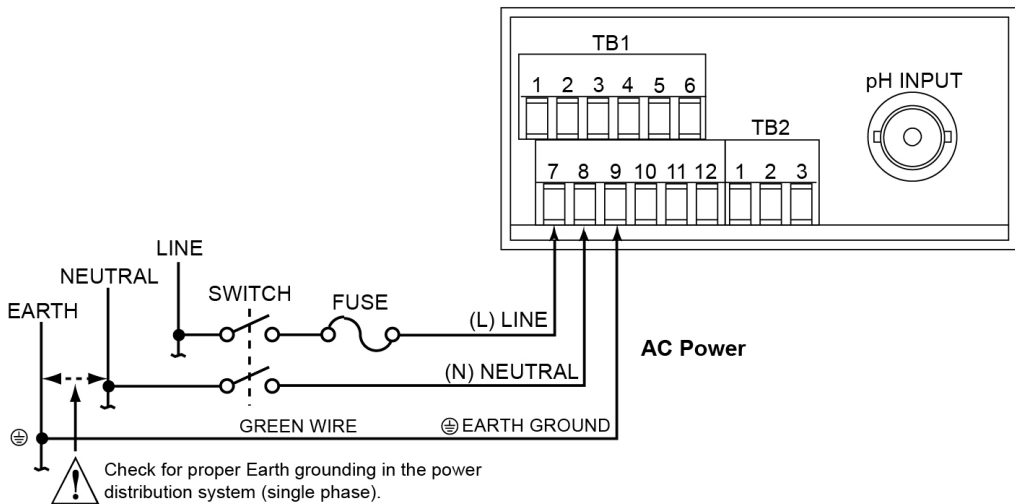 TB1
1 2 3 4 5 6
pH INPUT
TB2
7 8 9 10 11 12 1 2 3
LINE
NEUTRAL
EARTH
SWITCH
FUSE
(L) LINE
AC Power
(N) NEUTRAL
GREEN WIRE
EARTH GROUND
Check for proper Earth grounding in the power
distribution system (single phase).